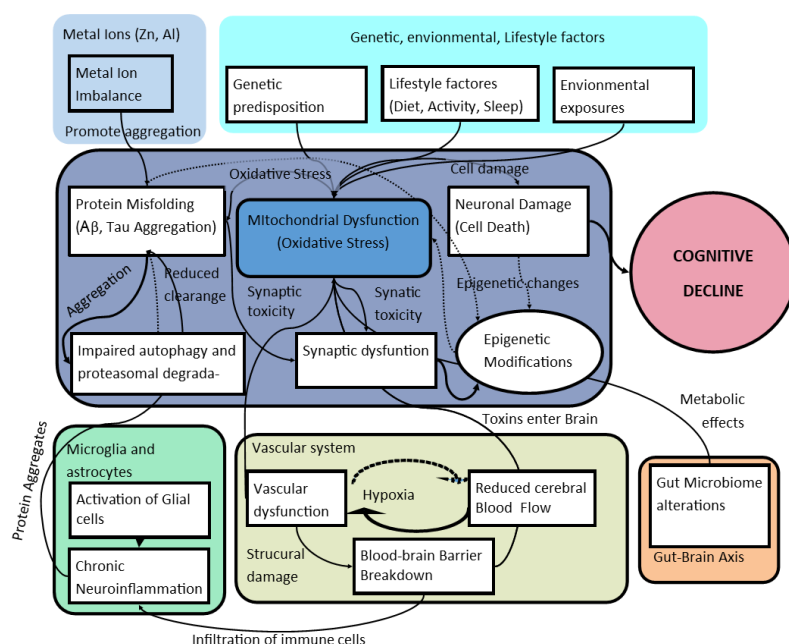 Metal Ions (Zn, Al)
Metal Ion
Imbalance
Promote aggregation
Genetic, envionmental, Lifestyle factors
Genetic
predisposition
Lifestyle factores
(Diet, Activity, Sleep)
Envionmental
exposures
Oxidative Stress
Cell damage
Protein Misfolding
(Aβ, Tau Aggregation)
MItochondrial Dysfunction
(Oxidative Stress)
Neuronal Damage
(Cell Death)
COGNITIVE
DECLINE
Aggregation
Reduced
clearange
Synaptic
toxicity
Synatic
toxicity
Epigenetic changes
Impaired autophagy and
proteasomal degrada-
Synaptic dysfuntion
Epigenetic
Modifications
Metabolic
effects
Toxins enter Brain
Protein Aggregates
Microglia and
astrocytes
Activation of Glial
cells
Chronic
Neuroinflammation
Vascular system
Vascular
dysfunction
Hypoxia
Reduced cerebral
Blood Flow
Strucural
damage
Blood-brain Barrier
Breakdown
Gut Microbiome
alterations
Gut-Brain Axis
Infiltration of immune cells